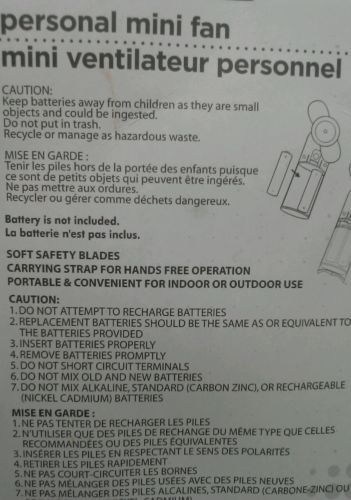 personal mini fan
mini ventilateur personnel
CAUTION:
Keep batteries away from children as they are small
objects and could be ingested.
Do not put in trash.
Recycle or manage as hazardous waste.
MISE EN GARDE :
Tenir les piles hors de la portée des enfants puisque
ce sont de petits objets qui peuvent être ingérés.
Ne pas mettre aux ordures.
Recycler ou gérer comme déchets dangereux.
Battery is not included.
La batterie n'est pas inclus.
SOFT SAFETY BLADES
CARRYING STRAP FOR HANDS FREE OPERATION
PORTABLE & CONVENIENT FOR INDOOR OR OUTDOOR USE
CAUTION:
1. DO NOT ATTEMPT TO RECHARGE BATTERIES
2. REPLACEMENT BATTERIES SHOULD BE THE SAME AS OR EQUIVALENT TO
THE BATTERIES PROVIDED
3. INSERT BATTERIES PROPERLY
4. REMOVE BATTERIES PROMPTLY
5. DO NOT SHORT CIRCUIT TERMINALS
6. DO NOT MIX OLD AND NEW BATTERIES
7. DO NOT MIX ALKALINE, STANDARD (CARBON ZINC), OR RECHARGEABLE
(NICKEL CADMIUM) BATTERIES
MISE EN GARDE :
1. NE PAS TENTER DE RECHARGER LES PILES
2. N'UTILISER QUE DES PILES DE RECHANGE DU MÊME TYPE QUE CELLES
RECOMMANDÉES OU DES PILES ÉQUIVALENTES
3. INSÉRER LES PILES EN RESPECTANT LE SENS DES POLARITÉS
4. RETIRER LES PILES RAPIDEMENT
5. NE PAS COURT-CIRCUITER LES BORNES
6. NE PAS MÉLANGER DES PILES USÉES AVEC DES PILES NEUVES
7. NE PAS MÉLANGER DES PILES ALCALINES, STANDARD (CARBONE-ZINC) OU